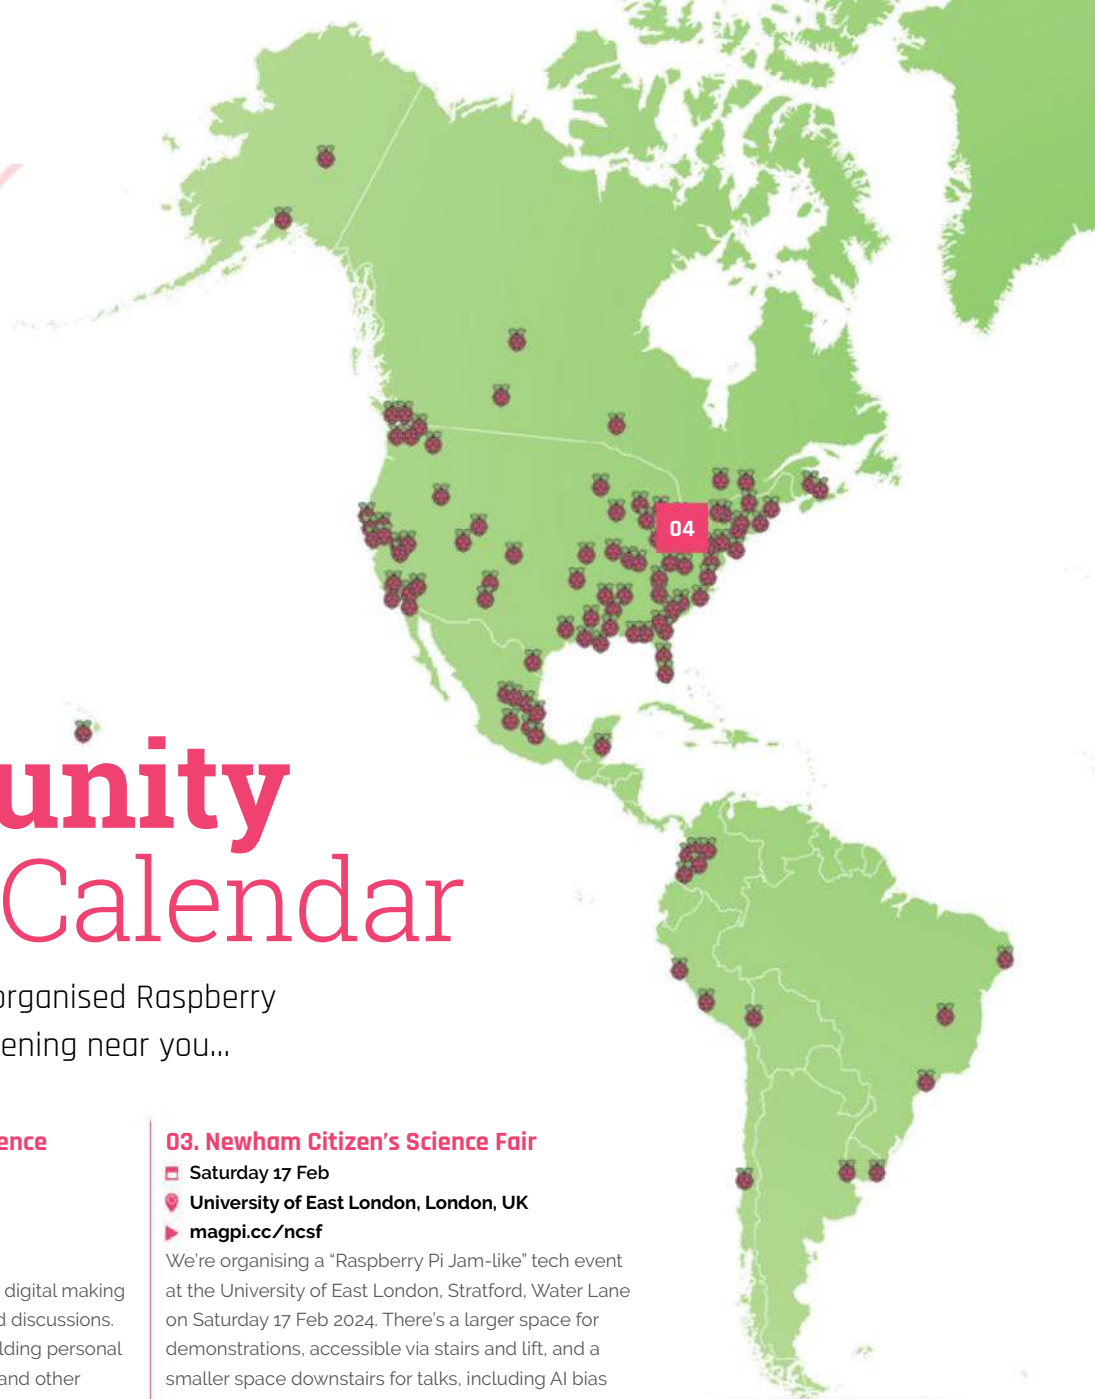 04
unity
Calendar
organised Raspberry
ening near you...
ence
digital making
d discussions.
lding personal
and other
03. Newham Citizen's Science Fair
Saturday 17 Feb
University of East London, London, UK
magpi.cc/ncsf
We're organising a “Raspberry Pi Jam-like” tech event
at the University of East London, Stratford, Water Lane
on Saturday 17 Feb 2024. There's a larger space for
demonstrations, accessible via stairs and lift, and a
smaller space downstairs for talks, including AI bias